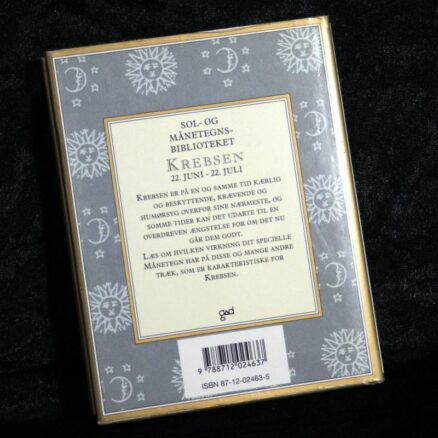 SOL- OG
MÅNETEGNS-
BIBLIOTEKET
KREBSEN
22. JUNI - 22. JULI
KREBSEN ER PÅ EN OG SAMME TID KÆRLIG
OG BESKYTTENDE, KRÆVENDE OG
HUMØRSYG OVERFOR SINE NÆRMESTE, OG
SOMME TIDER KAN DET UDARTE TIL EN
OVERDREVEN ÆNGSTELSE FOR OM DET NU
GÅR DEM GODT.
LÆS OM HVILKEN VIRKNING DIT SPECIELLE
MÅNETEGN HAR PÅ DISSE OG MANGE ANDRE
TRÆK, SOM ER KARAKTERISTISKE FOR
KREBSEN.
gad
9 788712 024637
ISBN 87-12-02463-5